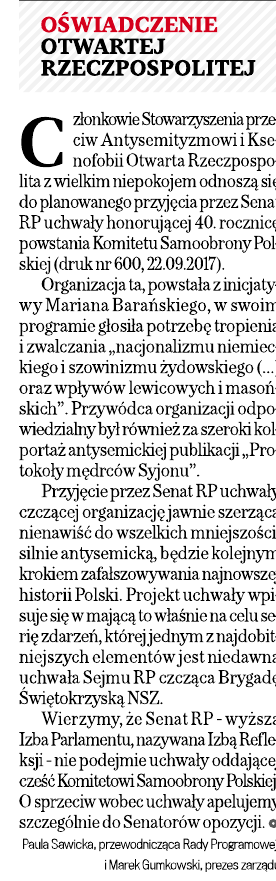 OŚWIADCZENIE
OTWARTEJ
RZECZPOSPOLITEJ
Członkowie Stowarzyszenia prze-
ciw Antysemityzmowi i Kse-
nofobii Otwarta Rzeczpospo-
lita z wielkim niepokojem odnoszą się
do planowanego przyjęcia przez Senat
RP uchwały honorującej 40. rocznicę
powstania Komitetu Samoobrony Pol-
skiej (druk nr 600, 22.09.2017).
Organizacja ta, powstała z inicjaty-
wy Mariana Barańskiego, w swoim
programie głosiła potrzebę tropienia
i zwalczania „nacjonalizmu niemiec-
kiego i szowinizmu żydowskiego (...)
oraz wpływów lewicowych i masoń-
skich”. Przywódca organizacji odpo-
wiedzialny był również za szeroki kol-
portaż antysemickiej publikacji „Pro-
tokoły mędrców Syjonu”.
Przyjęcie przez Senat RP uchwały
czczącej organizację jawnie szerzącą
nienawiść do wszelkich mniejszości
silnie antysemicką, będzie kolejnym
krokiem zafałszowywania najnowszej
historii Polski. Projekt uchwały wpi-
suje się w mającą to właśnie na celu se-
rię zdarzeń, której jednym z najdobit-
niejszych elementów jest niedawna
uchwała Sejmu RP czcząca Brygadę
Świętokrzyską NSZ.
Wierzymy, że Senat RP - wyższa
Izba Parlamentu, nazywana Izbą Refle-
ksji - nie podejmie uchwały oddającej
cześć Komitetowi Samoobrony Polskiej.
O sprzeciw wobec uchwały apelujemy
szczególnie do Senatorów opozycji.
Paula Sawicka, przewodnicząca Rady Programowej
i Marek Gumkowski, prezes zarządu